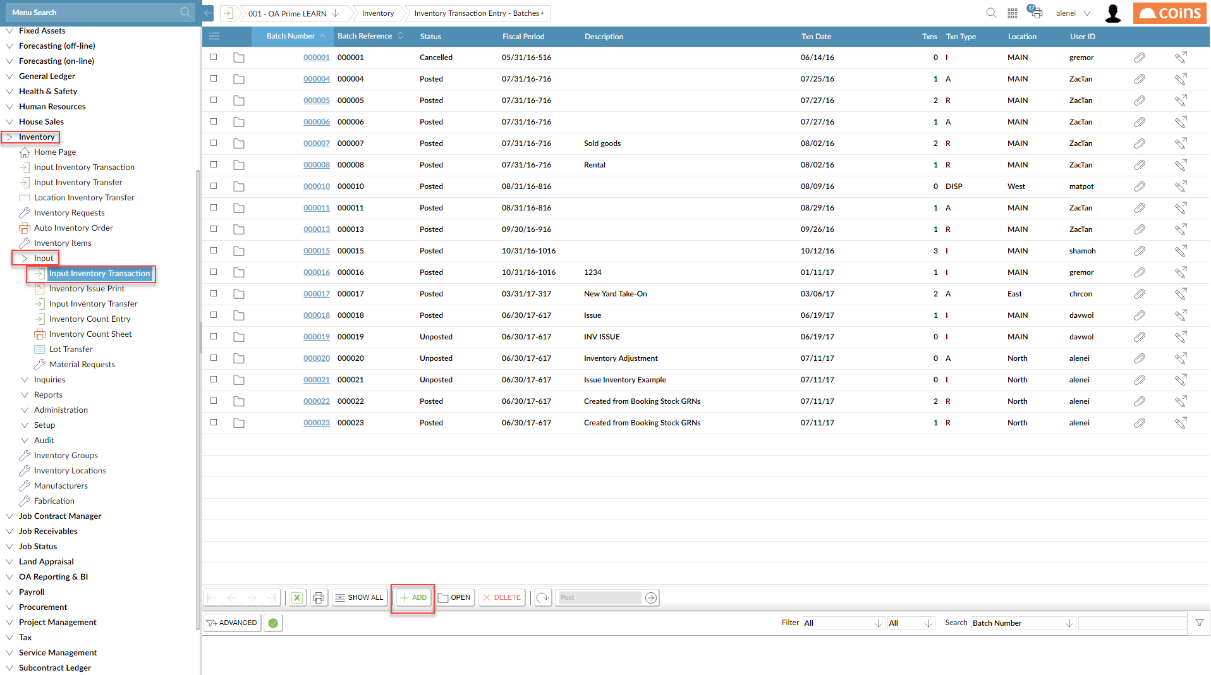 Menu Search
001 - OA Prime LEARN
Inventory
Inventory Transaction Entry - Batches
17
alenei
coins
Fixed Assets
Forecasting (off-line)
Forecasting (on-line)
General Ledger
Health & Safety
Human Resources
House Sales
Inventory
Home Page
Input Inventory Transaction
Input Inventory Transfer
Location Inventory Transfer
Inventory Requests
Auto Inventory Order
Inventory Items
Input
Input Inventory Transaction
Inventory Issue Print
Input Inventory Transfer
Inventory Count Entry
Inventory Count Sheet
Lot Transfer
Material Requests
Inquiries
Reports
Administration
Setup
Audit
Inventory Groups
Inventory Locations
Manufacturers
Fabrication
Job Contract Manager
Job Receivables
Job Status
Land Appraisal
OA Reporting & BI
Payroll
Procurement
Project Management
Tax
Service Management
Subcontract Ledger
Batch Number Batch Reference Status Fiscal Period Description Txn Date Txns Txn Type Location User ID
000001 000001 Cancelled 05/31/16-516 06/14/16 0 I MAIN gremor
000004 000004 Posted 07/31/16-716 07/25/16 1 A MAIN ZacTan
000005 000005 Posted 07/31/16-716 07/27/16 2 R MAIN ZacTan
000006 000006 Posted 07/31/16-716 07/27/16 1 A MAIN ZacTan
000007 000007 Posted 07/31/16-716 Sold goods 08/02/16 2 R MAIN ZacTan
000008 000008 Posted 07/31/16-716 Rental 08/02/16 1 R MAIN ZacTan
000010 000010 Posted 08/31/16-816 08/09/16 0 DISP West matpot
000011 000011 Posted 08/31/16-816 08/29/16 1 A MAIN ZacTan
000013 000013 Posted 09/30/16-916 09/26/16 1 R MAIN ZacTan
000015 000015 Posted 10/31/16-1016 10/12/16 3 I MAIN shamoh
000016 000016 Posted 10/31/16-1016 1234 01/11/17 1 I MAIN gremor
000017 000017 Posted 03/31/17-317 New Yard Take-On 03/06/17 2 A East chrcon
000018 000018 Posted 06/30/17-617 Issue 06/19/17 1 I MAIN davwol
000019 000019 Unposted 06/30/17-617 INV ISSUE 06/19/17 0 I MAIN davwol
000020 000020 Unposted 06/30/17-617 Inventory Adjustment 07/11/17 0 A North alenei
000021 000021 Unposted 06/30/17-617 Issue Inventory Example 07/11/17 0 I North alenei
000022 000022 Posted 06/30/17-617 Created from Booking Stock GRNs 07/11/17 2 R North alenei
000023 000023 Posted 06/30/17-617 Created from Booking Stock GRNs 07/11/17 1 R North alenei
SHOW ALL ADD OPEN DELETE Post
ADVANCED Filter All All Search Batch Number